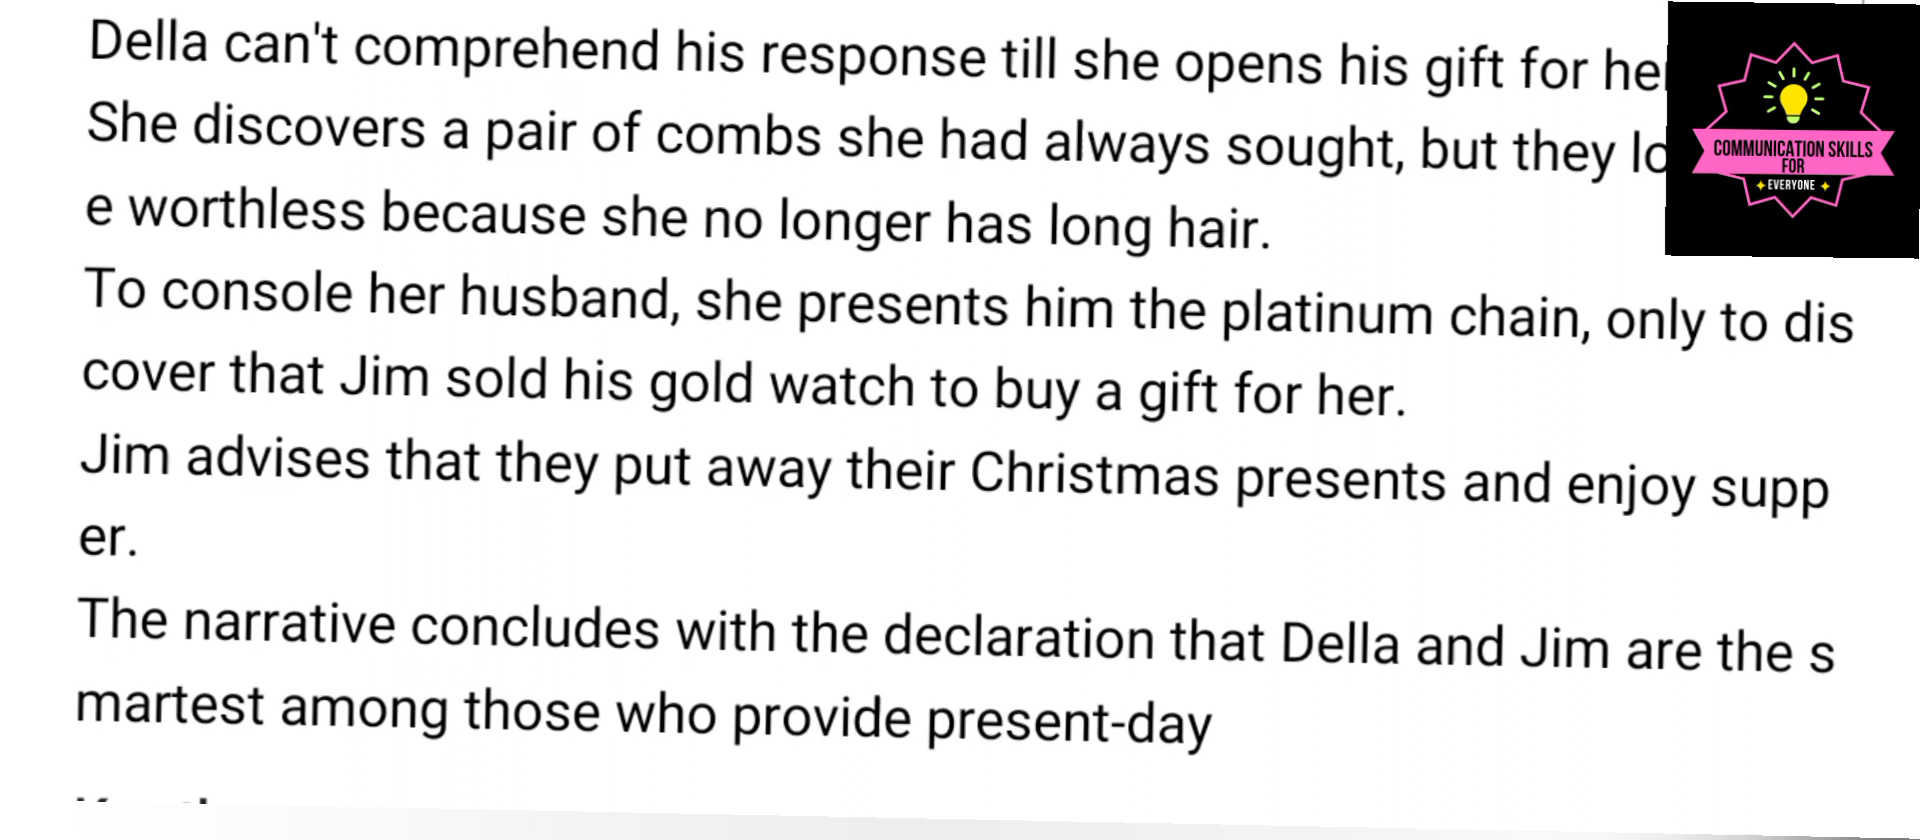 Della can't comprehend his response till she opens his gift for her
She discovers a pair of combs she had always sought, but they lo
e worthless because she no longer has long hair.
To console her husband, she presents him the platinum chain, only to dis
cover that Jim sold his gold watch to buy a gift for her.
Jim advises that they put away their Christmas presents and enjoy supp
er.
The narrative concludes with the declaration that Della and Jim are the s
martest among those who provide present-day
COMMUNICATION SKILLS
FOR
EVERYONE